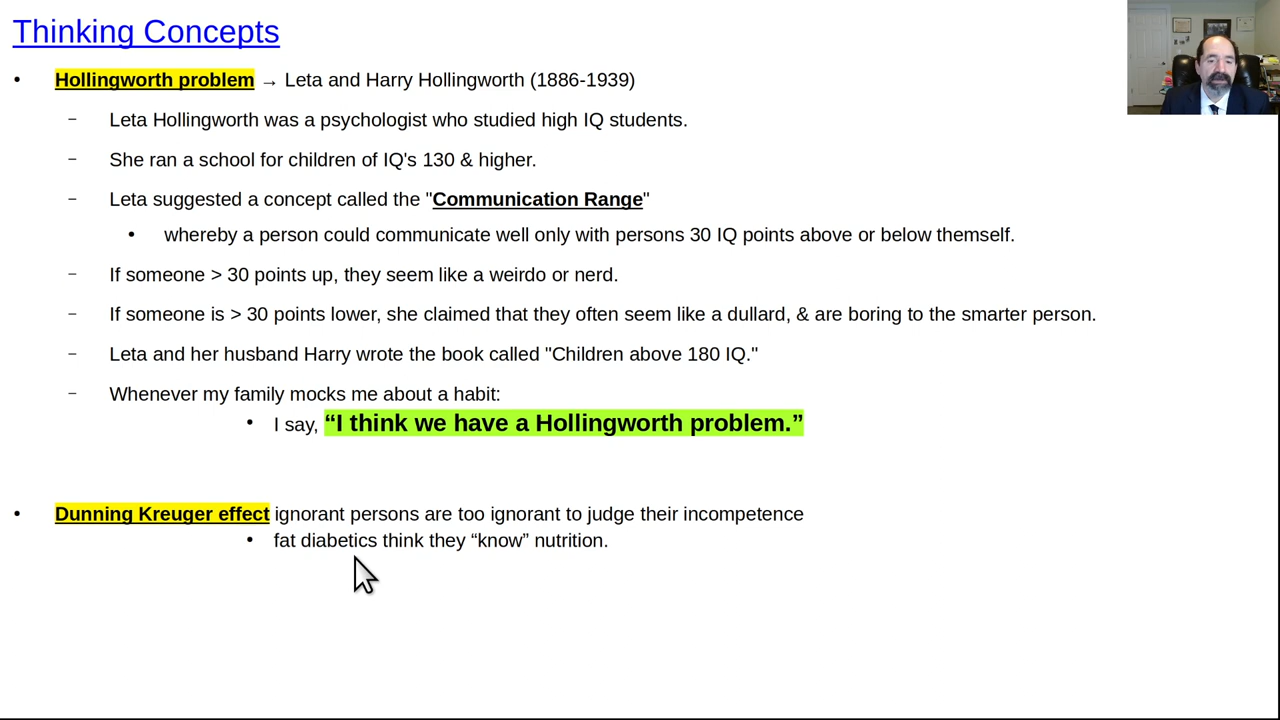 Thinking Concepts
• Hollingworth problem → Leta and Harry Hollingworth (1886-1939)
– Leta Hollingworth was a psychologist who studied high IQ students.
– She ran a school for children of IQ's 130 & higher.
– Leta suggested a concept called the "Communication Range"
• whereby a person could communicate well only with persons 30 IQ points above or below themself.
– If someone > 30 points up, they seem like a weirdo or nerd.
– If someone is > 30 points lower, she claimed that they often seem like a dullard, & are boring to the smarter person.
– Leta and her husband Harry wrote the book called "Children above 180 IQ."
– Whenever my family mocks me about a habit:
• I say, “I think we have a Hollingworth problem.”
• Dunning Kreuger effect ignorant persons are too ignorant to judge their incompetence
• fat diabetics think they “know” nutrition.